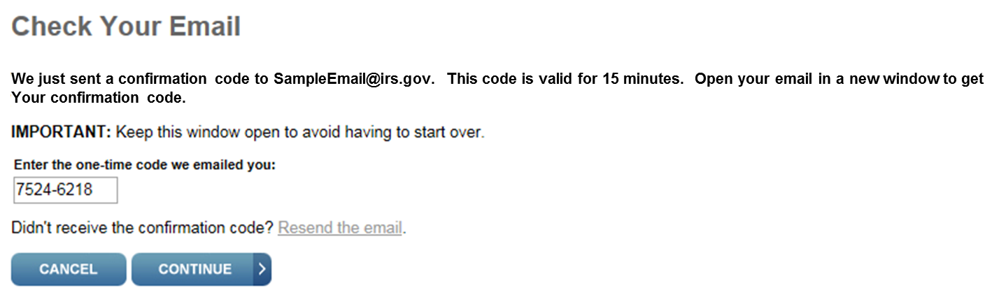 Check Your Email
We just sent a confirmation code to SampleEmail@irs.gov. This code is valid for 15 minutes. Open your email in a new window to get
Your confirmation code.
IMPORTANT: Keep this window open to avoid having to start over.
Enter the one-time code we emailed you:
7524-6218
Didn't receive the confirmation code? Resend the email.
CANCEL CONTINUE >